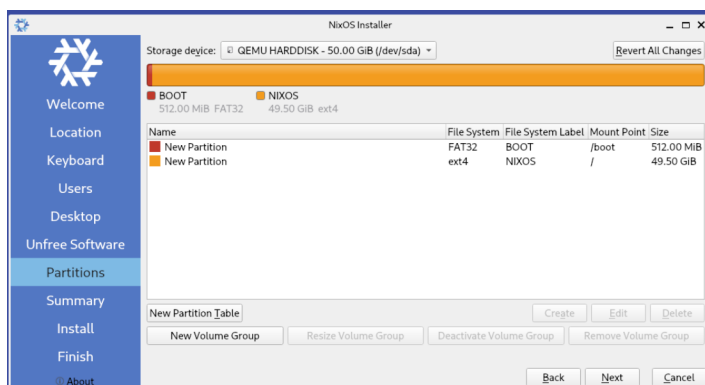 NixOS Installer
Welcome
Location
Keyboard
Users
Desktop
Unfree Software
Partitions
Summary
Install
Finish
About
Storage device: QEMU HARDDISK - 50.00 GiB (/dev/sda)
Revert All Changes
BOOT NIXOS
512.00 MiB FAT32 49.50 GiB ext4
Name File System File System Label Mount Point Size
New Partition FAT32 BOOT /boot 512.00 MiB
New Partition ext4 NIXOS / 49.50 GiB
New Partition Table Create Edit Delete
New Volume Group Resize Volume Group Deactivate Volume Group Remove Volume Group
Back Next Cancel